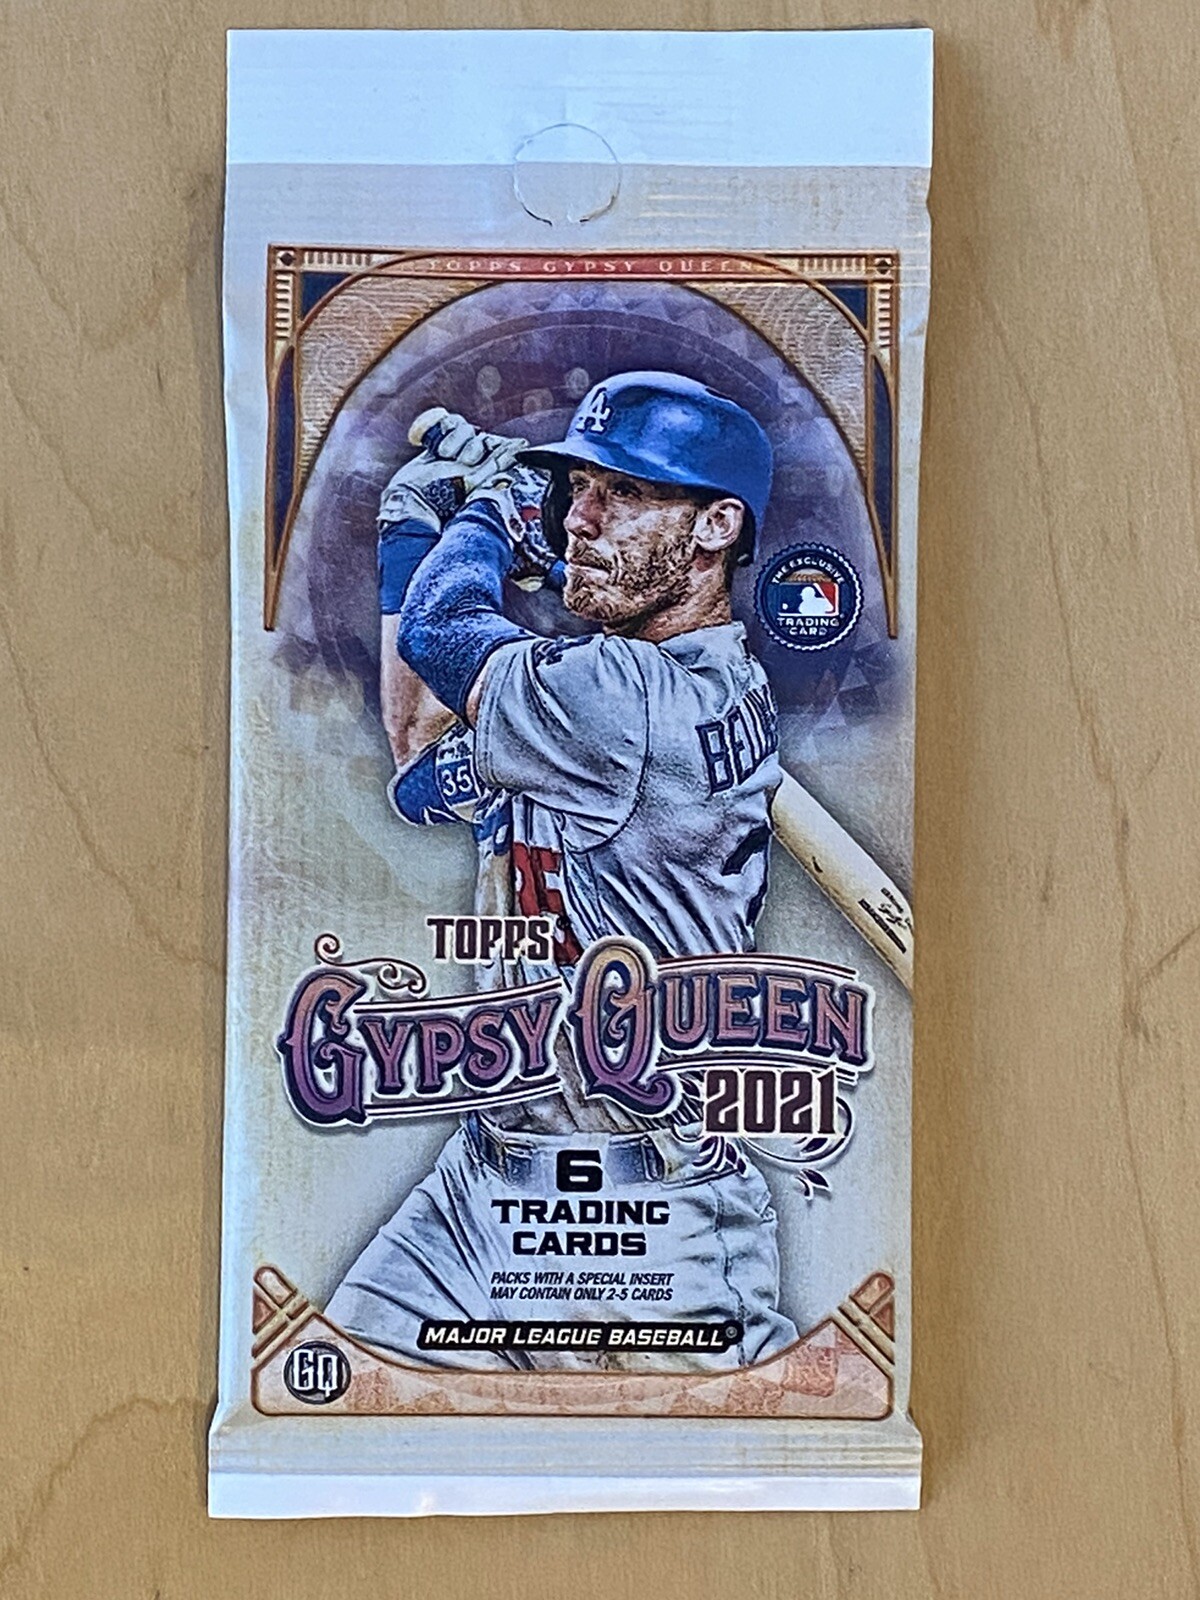 TOPPS GYPSY QUEEN
LA
THE EXCLUSIVE
TRADING
CARD
35
TOPPS
GYPSY QUEEN
2021
6
TRADING
CARDS
PACKS WITH A SPECIAL INSERT
MAY CONTAIN ONLY 2-5 CARDS
MAJOR LEAGUE BASEBALL®
GQ